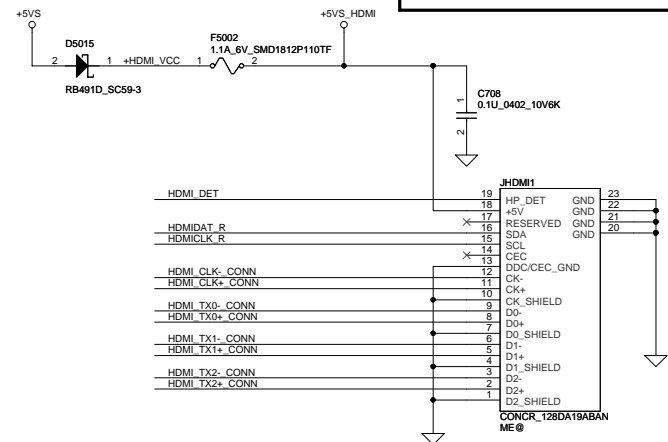 +5VS
+5VS_HDMI
D5015
F5002
1.1A_6V_SMD1812P110TF
2
1
+HDMI_VCC
1
2
RB491D_SC59-3
C708
0.1U_0402_10V6K
1
2
JHDMI1
HDMI_DET 19 HP_DET GND 23
18 +5V GND 22
17 RESERVED GND 21
HDMIDAT_R 16 SDA GND 20
HDMICLK_R 15 SCL
14 CEC
13 DDC/CEC_GND
HDMI_CLK-_CONN 12 CK-
HDMI_CLK+_CONN 11 CK+
10 CK_SHIELD
HDMI_TX0-_CONN 9 D0-
HDMI_TX0+_CONN 8 D0+
7 D0_SHIELD
HDMI_TX1-_CONN 6 D1-
HDMI_TX1+_CONN 5 D1+
4 D1_SHIELD
HDMI_TX2-_CONN 3 D2-
HDMI_TX2+_CONN 2 D2+
1 D2_SHIELD
CONCR_128DA19ABAN
ME@